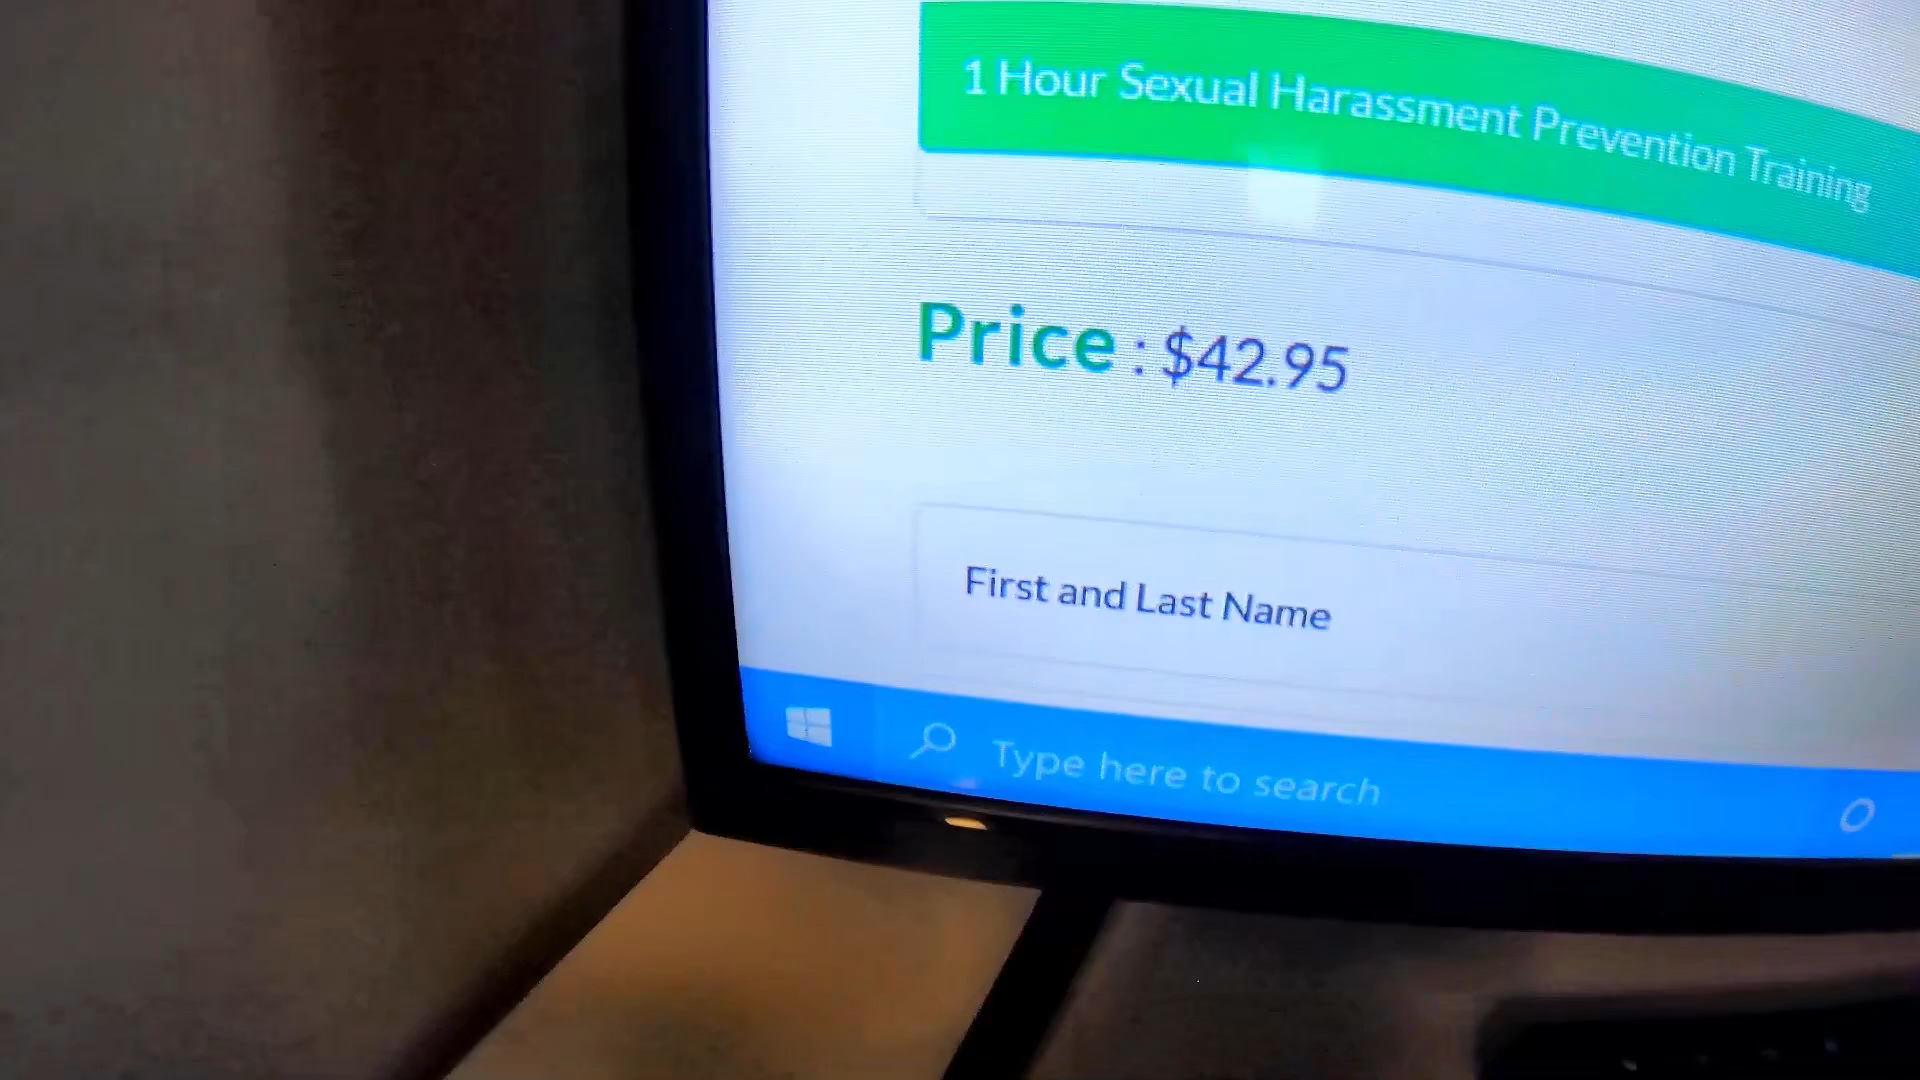 1 Hour Sexual Harassment Prevention Training
Price : $42.95
First and Last Name
Type here to search